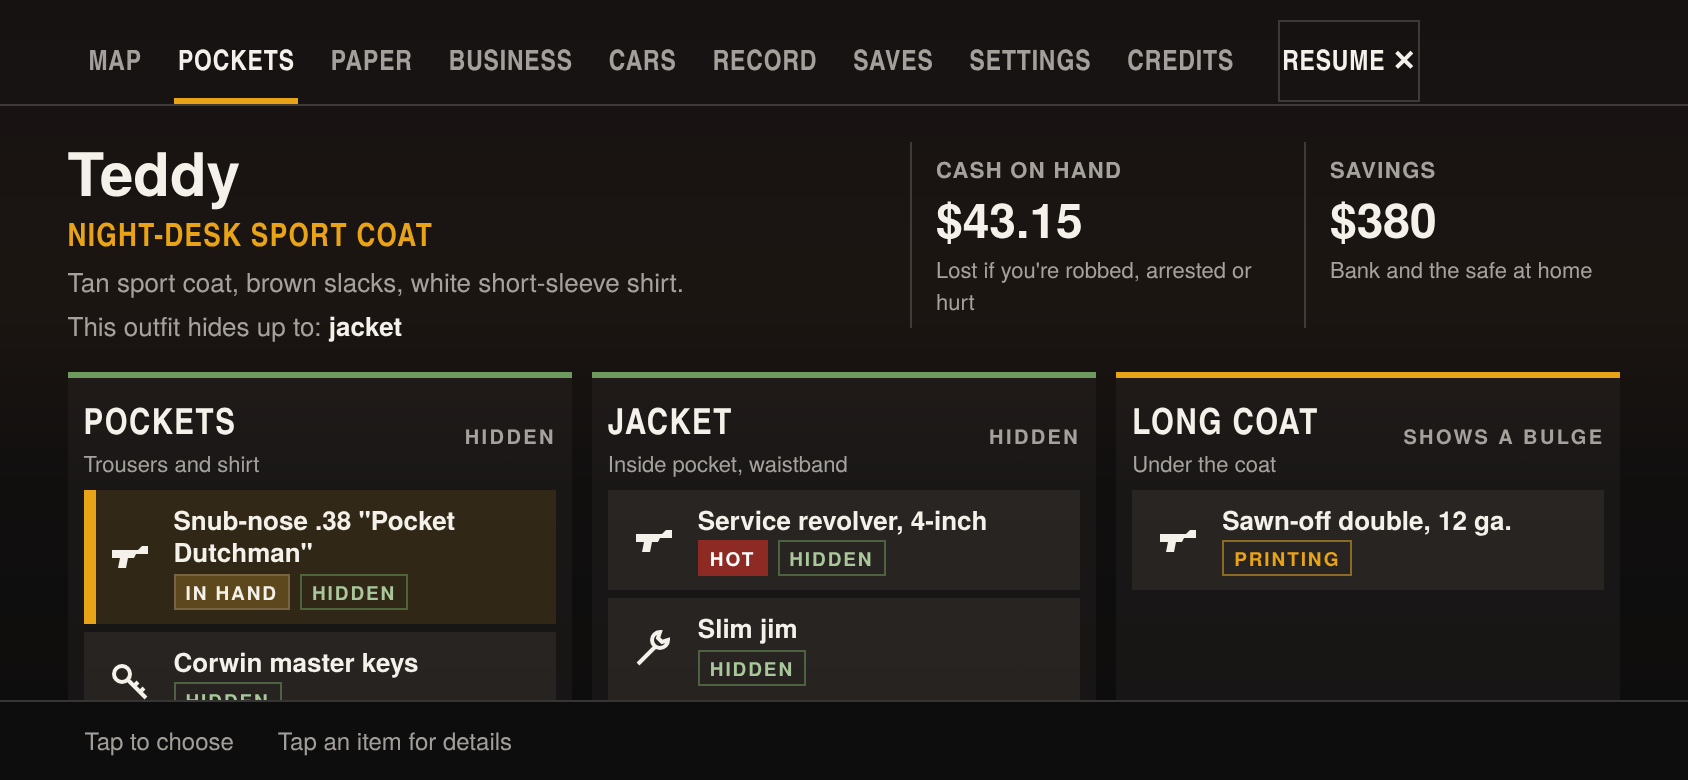 MAP POCKETS PAPER BUSINESS CARS RECORD SAVES SETTINGS CREDITS RESUME ✕
Teddy
NIGHT-DESK SPORT COAT
Tan sport coat, brown slacks, white short-sleeve shirt.
This outfit hides up to: jacket
CASH ON HAND
$43.15
Lost if you're robbed, arrested or
hurt
SAVINGS
$380
Bank and the safe at home
POCKETS
HIDDEN
Trousers and shirt
Snub-nose .38 "Pocket
Dutchman"
IN HAND HIDDEN
Corwin master keys
HIDDEN
JACKET
HIDDEN
Inside pocket, waistband
Service revolver, 4-inch
HOT HIDDEN
Slim jim
HIDDEN
LONG COAT
SHOWS A BULGE
Under the coat
Sawn-off double, 12 ga.
PRINTING
Tap to choose Tap an item for details